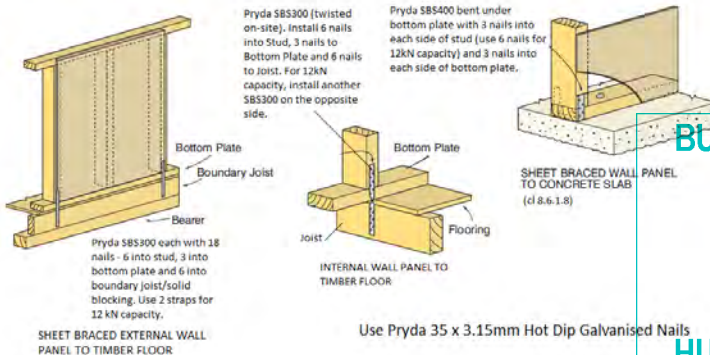 Pryda SBS300 (twisted
on-site). Install 6 nails
into Stud, 3 nails to
Bottom Plate and 6 nails
to Joist. For 12kN
capacity, install another
SBS300 on the opposite
side.
Pryda SBS400 bent under
bottom plate with 3 nails into
each side of stud (use 6 nails for
12kN capacity) and 3 nails into
each side of bottom plate.
Bottom Plate
Boundary Joist
Bearer
Pryda SBS300 each with 18
nails - 6 into stud, 3 into
bottom plate and 6 into
boundary joist/solid
blocking. Use 2 straps for
12 kN capacity.
SHEET BRACED EXTERNAL WALL
PANEL TO TIMBER FLOOR
Bottom Plate
Flooring
Joist
INTERNAL WALL PANEL TO
TIMBER FLOOR
SHEET BRACED WALL PANEL
TO CONCRETE SLAB
(cl 8.6.1.8)
Use Pryda 35 x 3.15mm Hot Dip Galvanised Nails